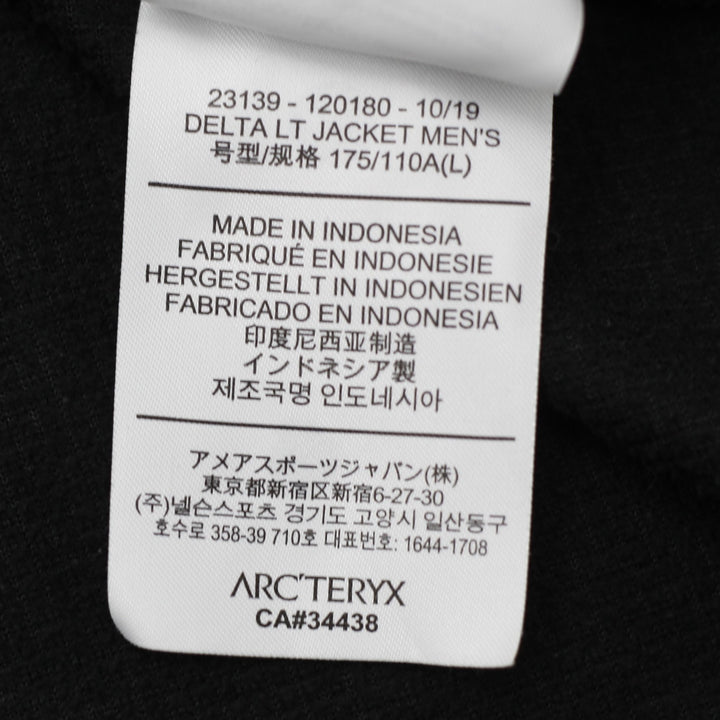 23139 - 120180 - 10/19
DELTA LT JACKET MEN'S
号型/规格 175/110A(L)
MADE IN INDONESIA
FABRIQUÉ EN INDONESIE
HERGESTELLT IN INDONESIEN
FABRICADO EN INDONESIA
印度尼西亚制造
インドネシア製
제조국명 인도네시아
アメアスポーツジャパン(株)
東京都新宿区新宿6-27-30
(주)넬슨스포츠 경기도 고양시 일산동구
호수로 358-39 710호 대표번호: 1644-1708
ARC'TERYX
CA#34438